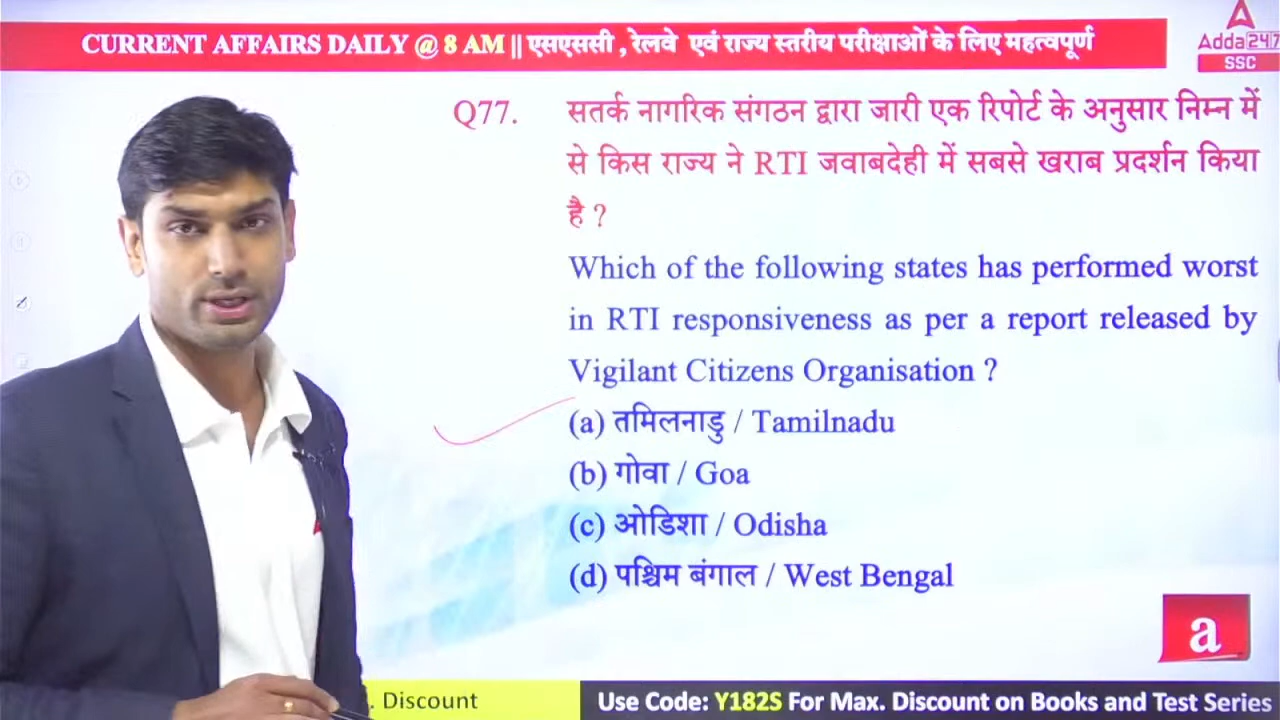 CURRENT AFFAIRS DAILY @ 8 AM || एसएससी , रेलवे एवं राज्य स्तरीय परीक्षाओं के लिए महत्वपूर्ण
Adda247
SSC
Q77. सतर्क नागरिक संगठन द्वारा जारी एक रिपोर्ट के अनुसार निम्न में
से किस राज्य ने RTI जवाबदेही में सबसे खराब प्रदर्शन किया
है ?
Which of the following states has performed worst
in RTI responsiveness as per a report released by
Vigilant Citizens Organisation ?
(a) तमिलनाडु / Tamilnadu
(b) गोवा / Goa
(c) ओडिशा / Odisha
(d) पश्चिम बंगाल / West Bengal
a
. Discount
Use Code: Y182S For Max. Discount on Books and Test Series